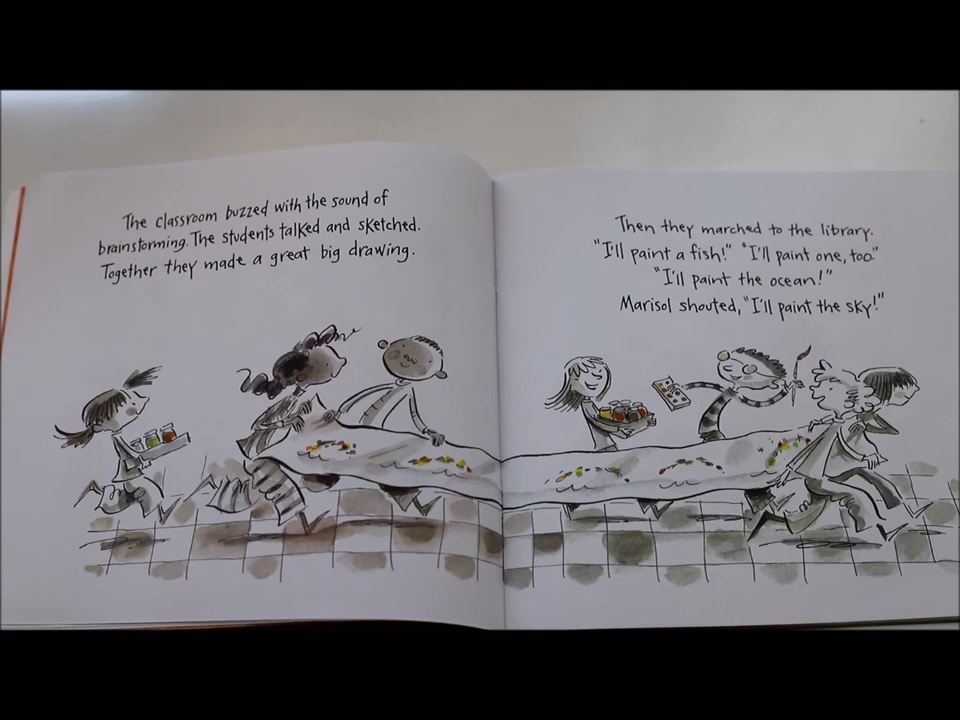 The classroom buzzed with the sound of
brainstorming. The students talked and sketched.
Together they made a great big drawing.
Then they marched to the library.
"I'll paint a fish!" "I'll paint one, too."
"I'll paint the ocean!"
Marisol shouted, "I'll paint the sky!"